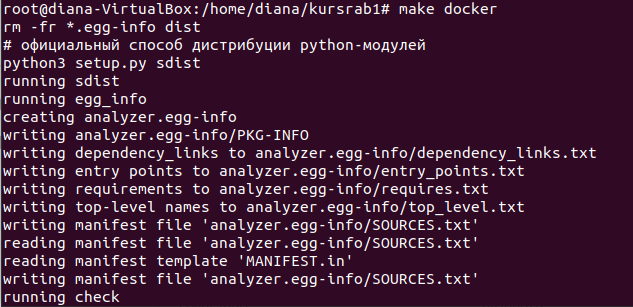 root@diana-VirtualBox:/home/diana/kursrab1# make docker
rm -fr *.egg-info dist
# официальный способ дистрибуции python-модулей
python3 setup.py sdist
running sdist
running egg_info
creating analyzer.egg-info
writing analyzer.egg-info/PKG-INFO
writing dependency_links to analyzer.egg-info/dependency_links.txt
writing entry points to analyzer.egg-info/entry_points.txt
writing requirements to analyzer.egg-info/requires.txt
writing top-level names to analyzer.egg-info/top_level.txt
writing manifest file 'analyzer.egg-info/SOURCES.txt'
reading manifest file 'analyzer.egg-info/SOURCES.txt'
reading manifest template 'MANIFEST.in'
writing manifest file 'analyzer.egg-info/SOURCES.txt'
running check